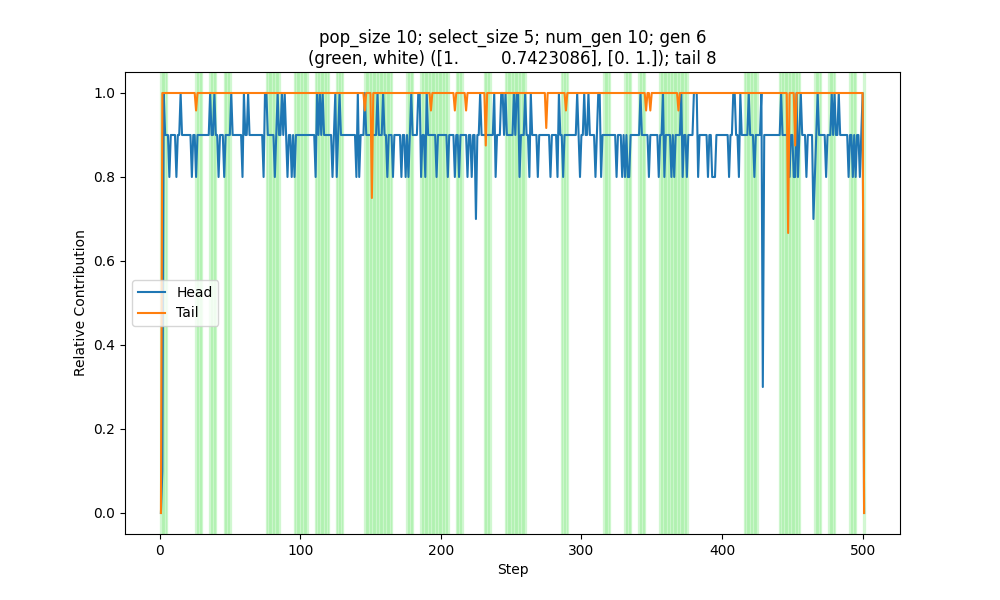 pop_size 10; select_size 5; num_gen 10; gen 6
(green, white) ([1.        0.7423086], [0. 1.]); tail 8
1.0
0.8
0.6
0.4
0.2
0.0
Relative Contribution
Head
Tail
0
100
200
300
400
500
Step